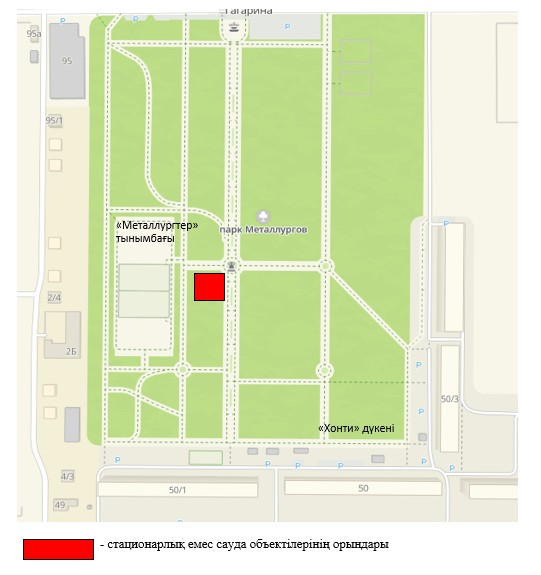 Гагарина
P
P
95а
95
95/1
«Металлургтер»
тынымбағы
парк Металлургов
P
2/4
2Б
P
50/3
P
«Хонти» дүкені
P
P
P
P
4/3
50/1
50
49
- стационарлық емес сауда объектілерінің орындары